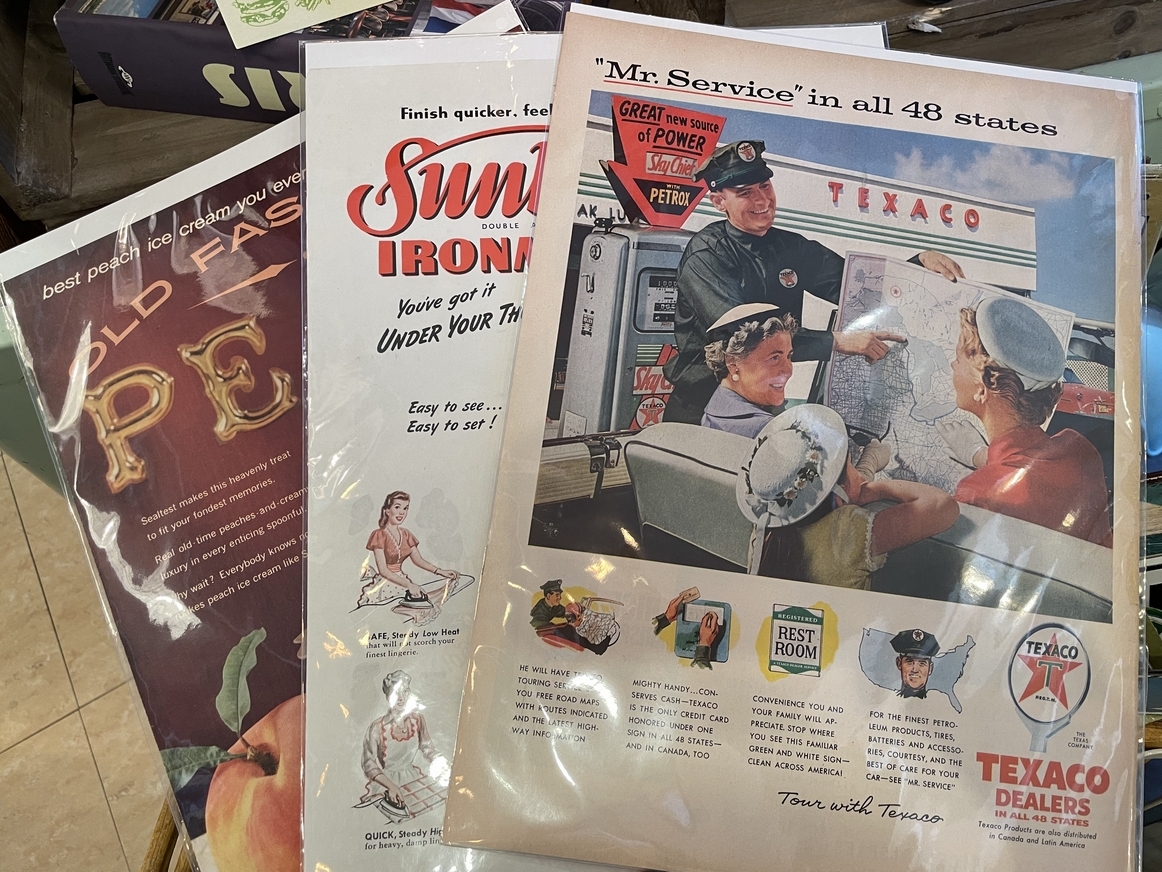 best peach ice cream you eve
OLD FAS
PE
Sealtest makes this heavenly treat
to fit your fondest memories.
Real old-time peaches-and-cream
luxury in every enticing spoonful.
hy wait? Everybody knows no
kes peach ice cream like S
Finish quicker, feel
Sun
DOUBLE
IRONM
You've got it
UNDER YOUR TH
Easy to see...
Easy to set!
SAFE, Steady Low Heat
that will not scorch your
finest lingerie.
QUICK, Steady Hi
for heavy, damp lin
"Mr. Service" in all 48 states
GREAT new source
of POWER
Sky Chief
WITH
PETROX
TEXACO
AK LU
Sky C
REGISTERED
REST
ROOM
HE WILL HAVE
TOURING SER
YOU FREE ROAD MAPS
WITH ROUTES INDICATED
AND THE LATEST HIGH-
WAY INFORMATION
MIGHTY HANDY...CON-
SERVES CASH—TEXACO
IS THE ONLY CREDIT CARD
HONORED UNDER ONE
SIGN IN ALL 48 STATES—
AND IN CANADA, TOO
CONVENIENCE YOU AND
YOUR FAMILY WILL AP-
PRECIATE. STOP WHERE
YOU SEE THIS FAMILIAR
GREEN AND WHITE SIGN—
CLEAN ACROSS AMERICA!
FOR THE FINEST PETRO-
LEUM PRODUCTS, TIRES,
BATTERIES AND ACCESSO-
RIES, COURTESY, AND THE
BEST OF CARE FOR YOUR
CAR—SEE "MR. SERVICE"
TEXACO
T
THE
TEXAS
COMPANY
TEXACO
DEALERS
IN ALL 48 STATES
Texaco Products are also distributed
in Canada and Latin America
Tour with Texaco